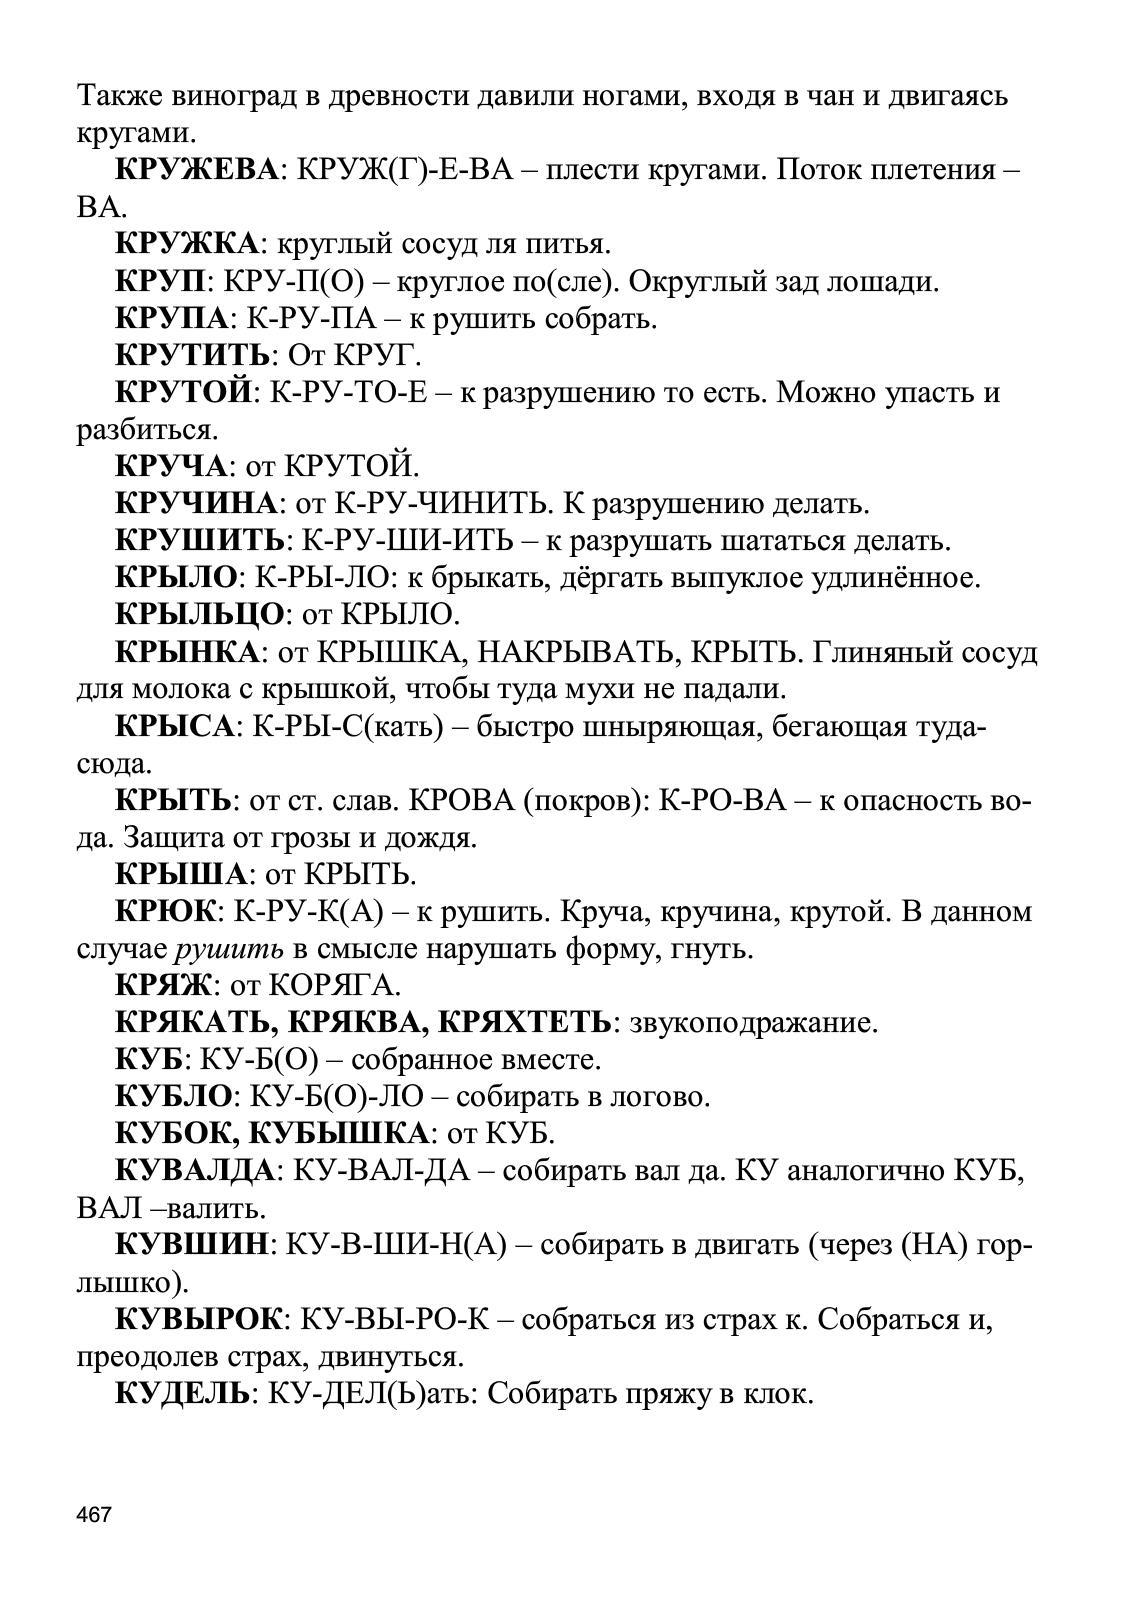 Также виноград в древности давили ногами, входя в чан и двигаясь
кругами.
КРУЖЕВА: КРУЖ(Г)-Е-ВА – плести кругами. Поток плетения –
ВА.
КРУЖКА: круглый сосуд ля питья.
КРУП: КРУ-П(О) – круглое по(сле). Округлый зад лошади.
КРУПА: К-РУ-ПА – к рушить собрать.
КРУТИТЬ: От КРУГ.
КРУТОЙ: К-РУ-ТО-Е – к разрушению то есть. Можно упасть и
разбиться.
КРУЧА: от КРУТОЙ.
КРУЧИНА: от К-РУ-ЧИНИТЬ. К разрушению делать.
КРУШИТЬ: К-РУ-ШИ-ИТЬ – к разрушать шататься делать.
КРЫЛО: К-РЫ-ЛО: к брыкать, дёргать выпуклое удлинённое.
КРЫЛЬЦО: от КРЫЛО.
КРЫНКА: от КРЫШКА, НАКРЫВАТЬ, КРЫТЬ. Глиняный сосуд
для молока с крышкой, чтобы туда мухи не падали.
КРЫСА: К-РЫ-С(кать) – быстро шныряющая, бегающая туда-
сюда.
КРЫТЬ: от ст. слав. КРОВА (покров): К-РО-ВА – к опасность во-
да. Защита от грозы и дождя.
КРЫША: от КРЫТЬ.
КРЮК: К-РУ-К(А) – к рушить. Круча, кручина, крутой. В данном
случае рушить в смысле нарушать форму, гнуть.
КРЯЖ: от КОРЯГА.
КРЯКАТЬ, КРЯКВА, КРЯХТЕТЬ: звукоподражание.
КУБ: КУ-Б(О) – собранное вместе.
КУБЛО: КУ-Б(О)-ЛО – собирать в логово.
КУБОК, КУБЫШКА: от КУБ.
КУВАЛДА: КУ-ВАЛ-ДА – собирать вал да. КУ аналогично КУБ,
ВАЛ –валить.
КУВШИН: КУ-В-ШИ-Н(А) – собирать в двигать (через (НА) гор-
лышко).
КУВЫРОК: КУ-ВЫ-РО-К – собраться из страх к. Собраться и,
преодолев страх, двинуться.
КУДЕЛЬ: КУ-ДЕЛ(Ь)ать: Собирать пряжу в клок.
467